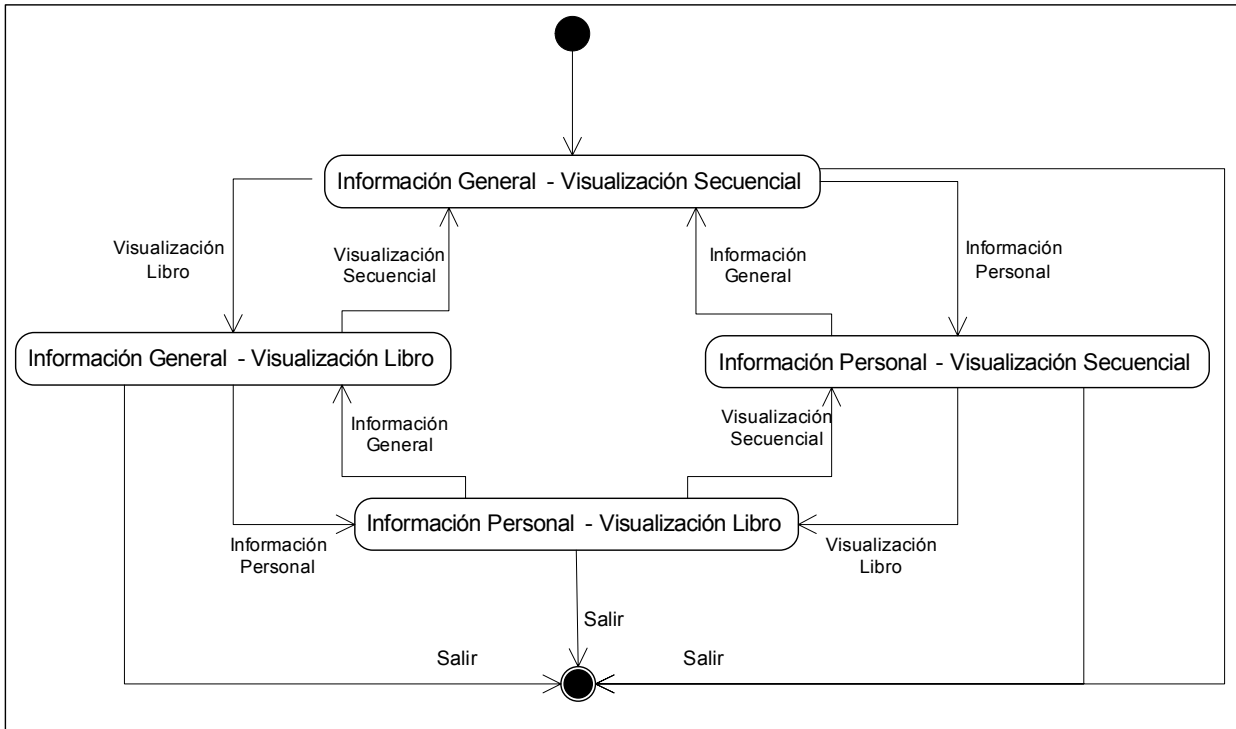 Información General - Visualización Secuencial
Visualización
Libro
Visualización
Secuencial
Información
General
Información
Personal
Información General - Visualización Libro
Información Personal - Visualización Secuencial
Información
General
Visualización
Secuencial
Información Personal - Visualización Libro
Información
Personal
Visualización
Libro
Salir
Salir
Salir